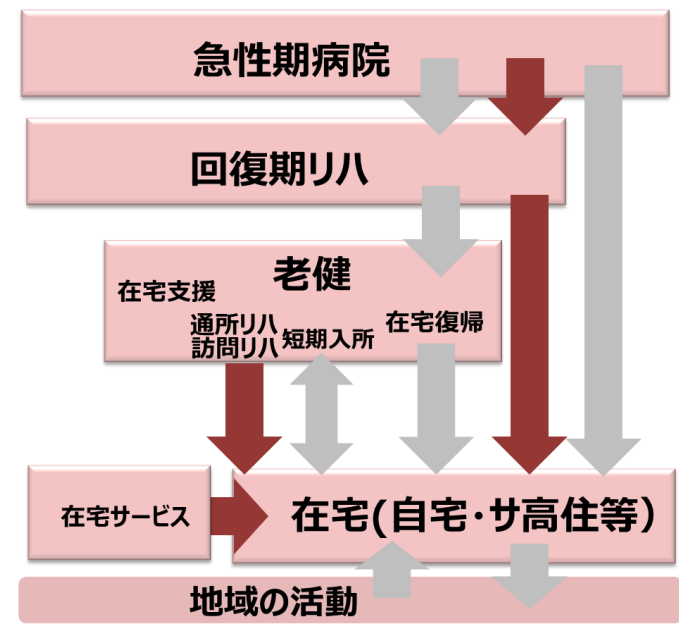 急性期病院
回復期リハ
老健
在宅支援
通所リハ
訪問リハ
短期入所
在宅復帰
在宅サービス
在宅(自宅・サ高住等）
地域の活動